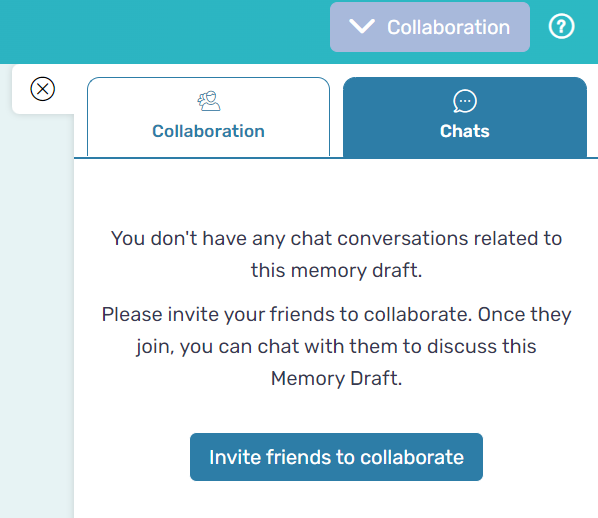 Collaboration
Collaboration
Chats
You don't have any chat conversations related to
this memory draft.
Please invite your friends to collaborate. Once they
join, you can chat with them to discuss this
Memory Draft.
Invite friends to collaborate